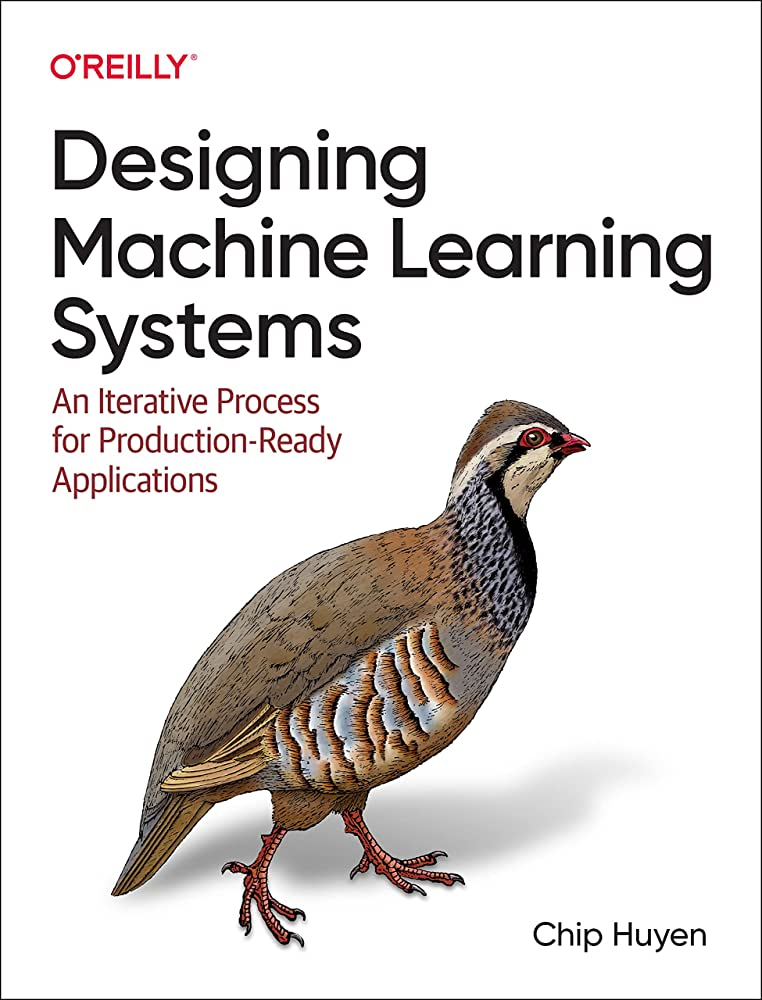 O'REILLY®
Designing
Machine Learning
Systems
An Iterative Process
for Production-Ready
Applications
Chip Huyen